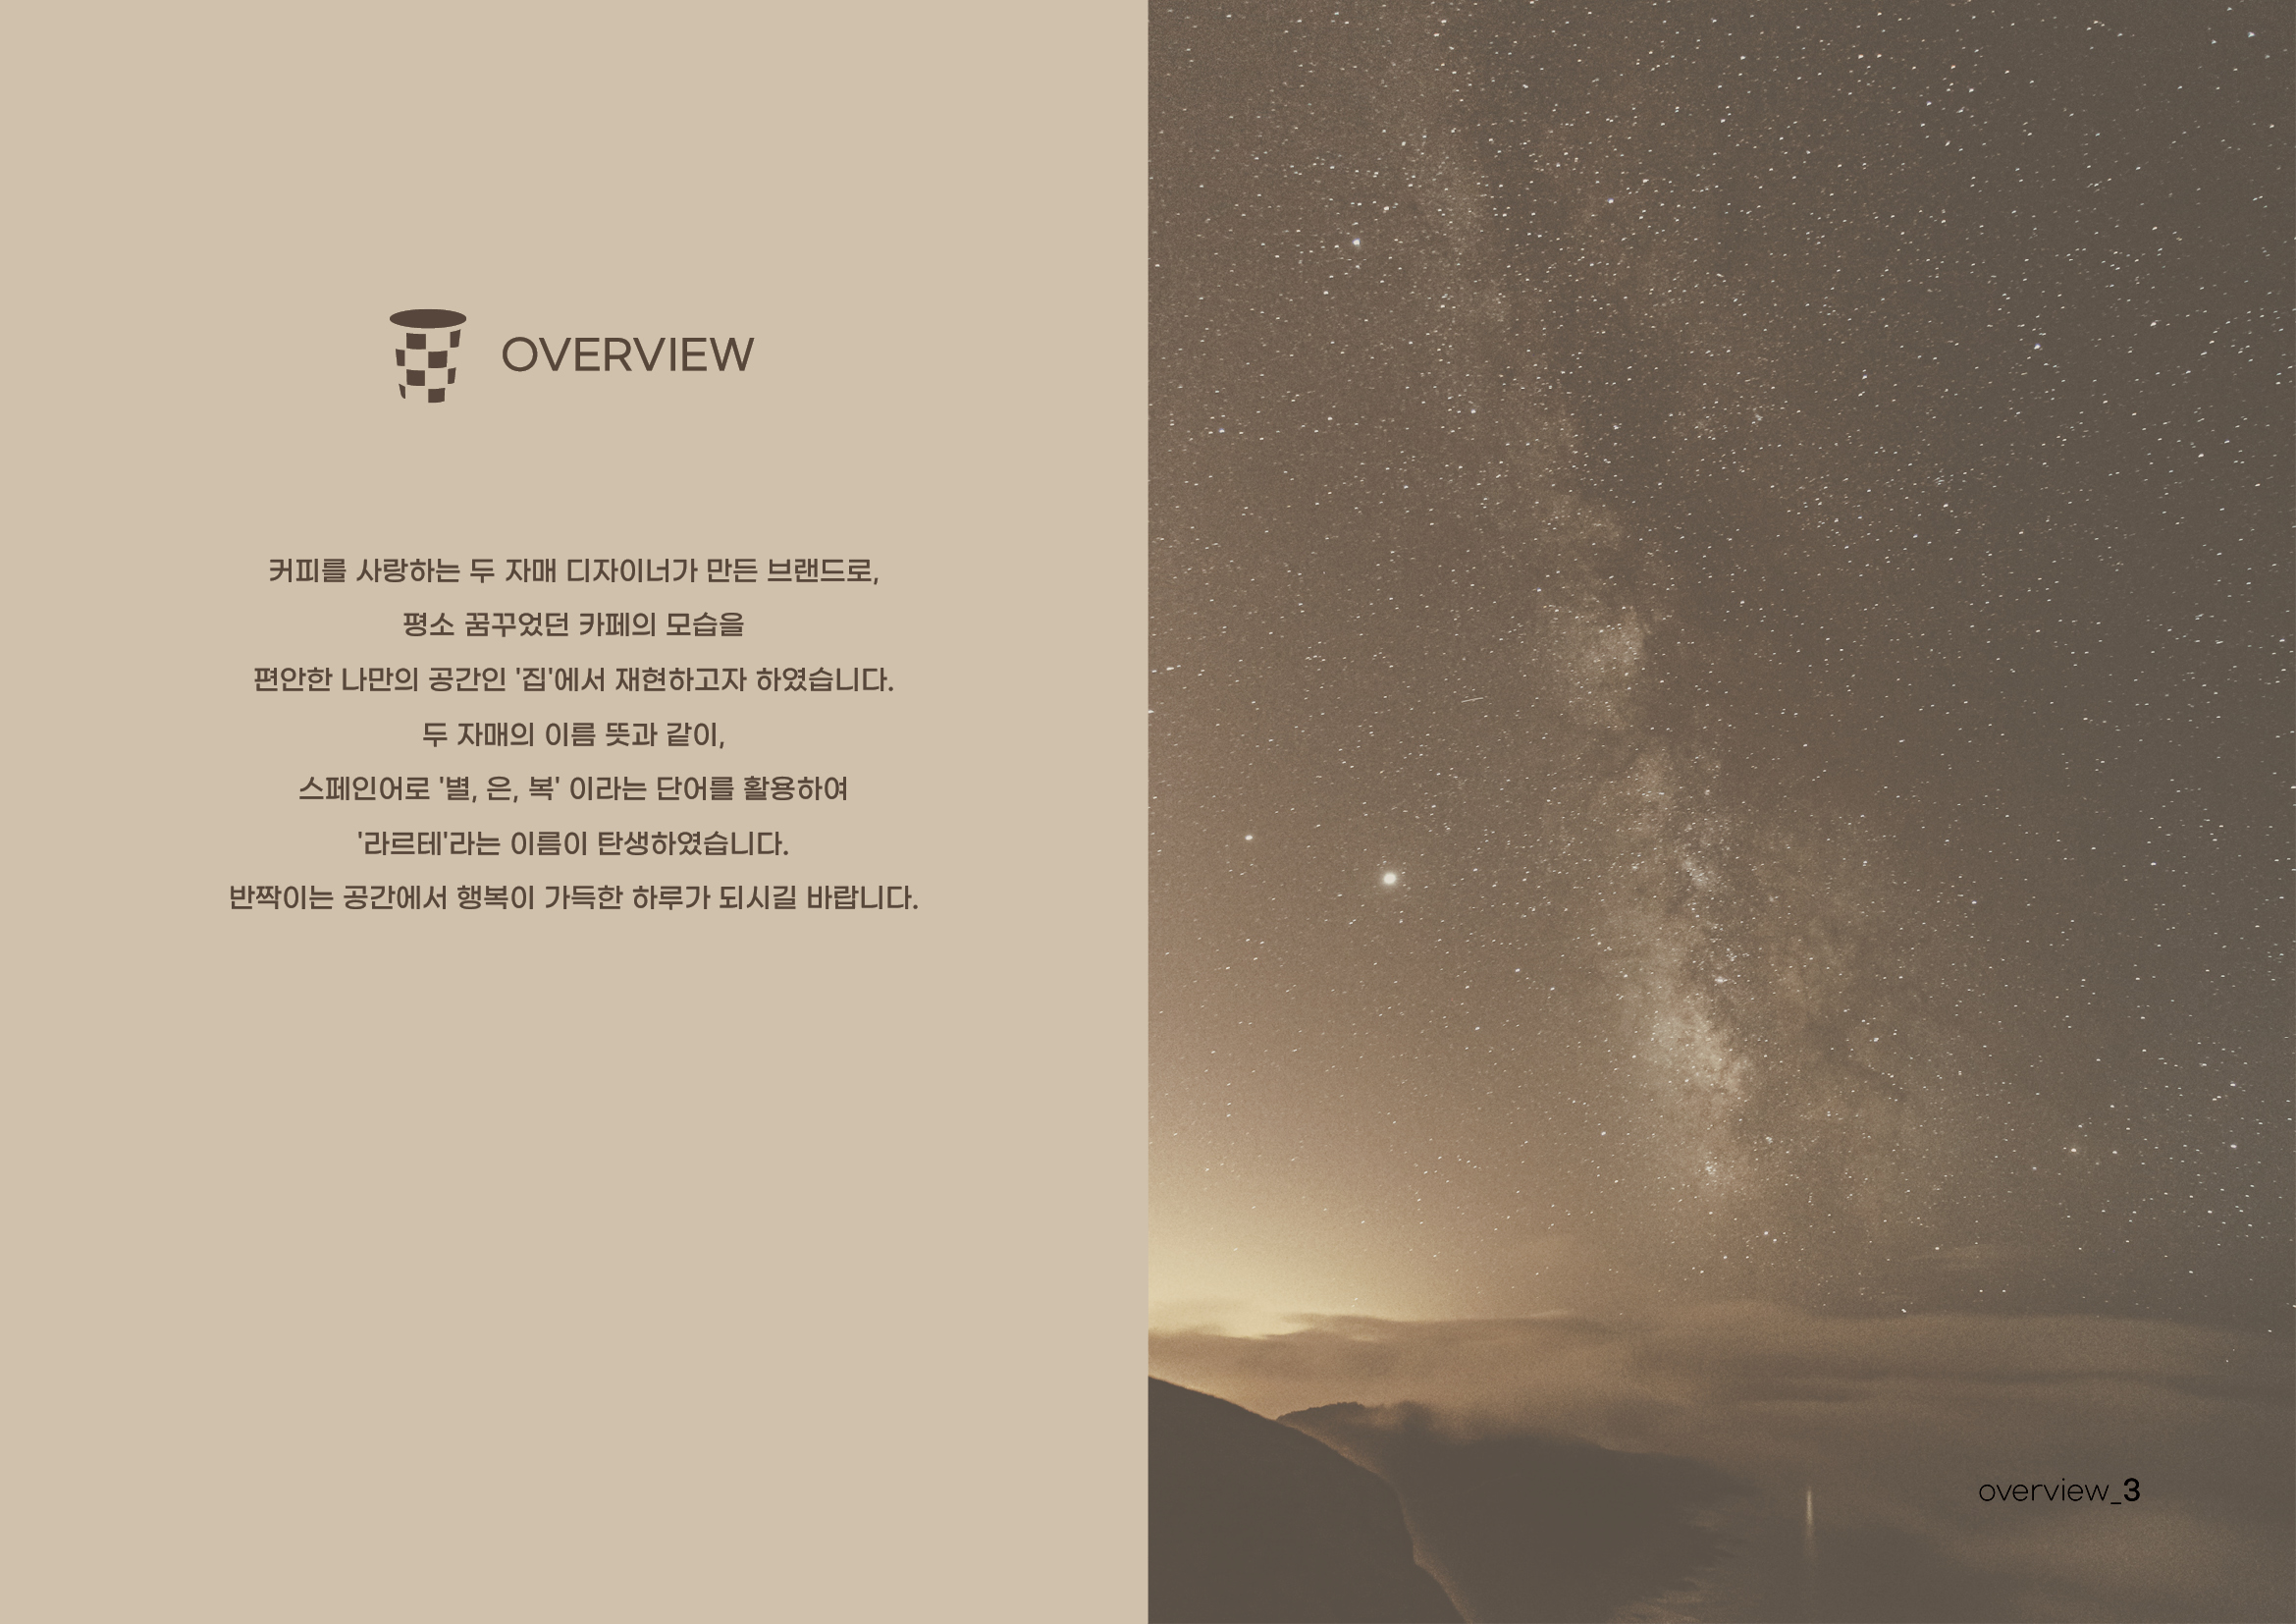 OVERVIEW
커피를 사랑하는 두 자매 디자이너가 만든 브랜드로,
평소 꿈꾸었던 카페의 모습을
편안한 나만의 공간인 '집'에서 재현하고자 하였습니다.
두 자매의 이름 뜻과 같이,
스페인어로 '별, 은, 복' 이라는 단어를 활용하여
'라르테'라는 이름이 탄생하였습니다.
반짝이는 공간에서 행복이 가득한 하루가 되시길 바랍니다.
overview_3